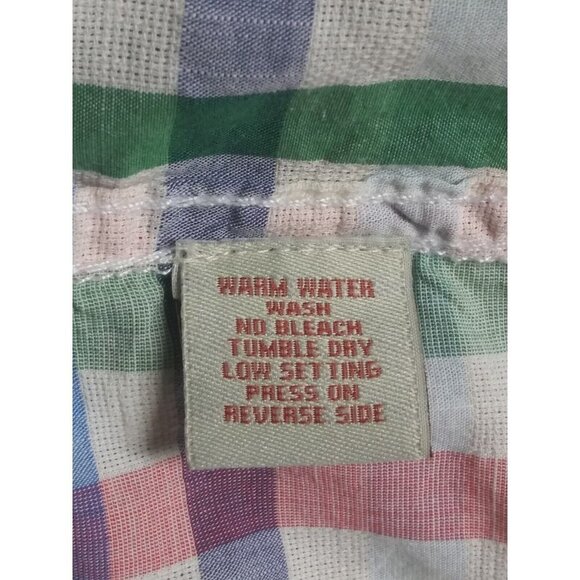 WARM WATER
WASH
NO BLEACH
TUMBLE DRY
LOW SETTING
PRESS ON
REVERSE SIDE